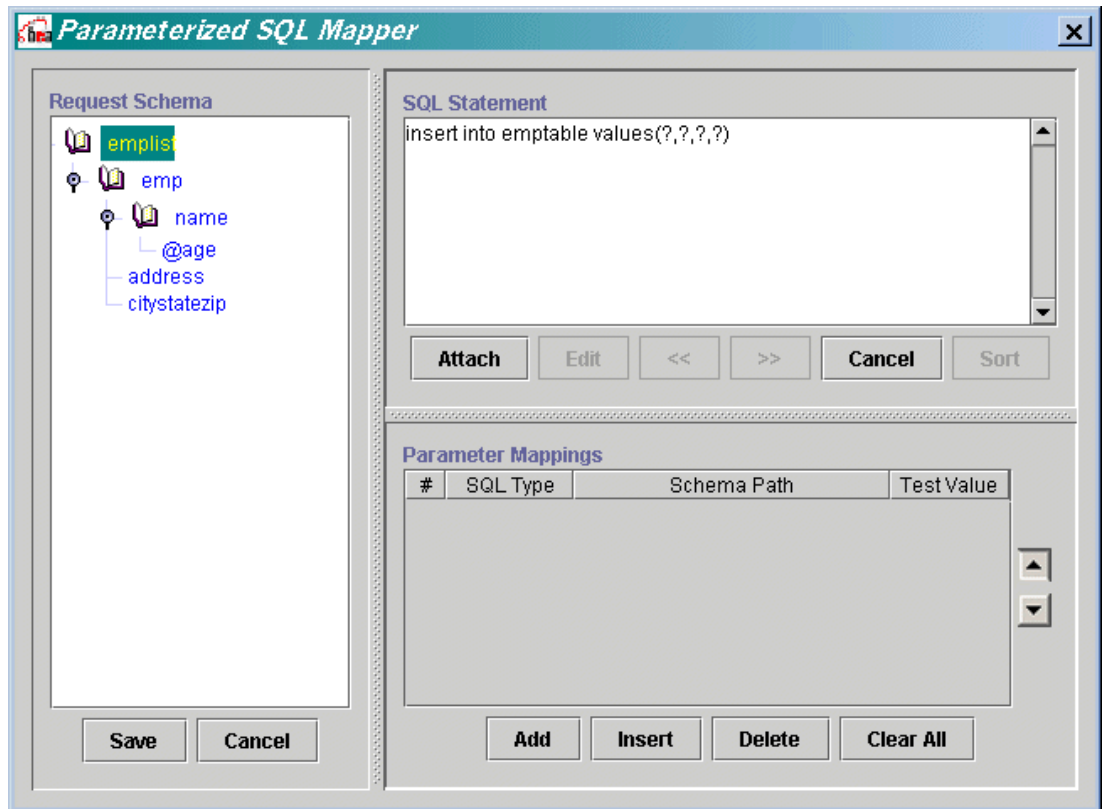 Parameterized SQL Mapper
Request Schema
emplist
emp
name
@age
address
citystatezip
Save Cancel
SQL Statement
insert into emptable values(?,?,?,?)
Attach Edit << >> Cancel Sort
Parameter Mappings
# SQL Type Schema Path Test Value
Add Insert Delete Clear All